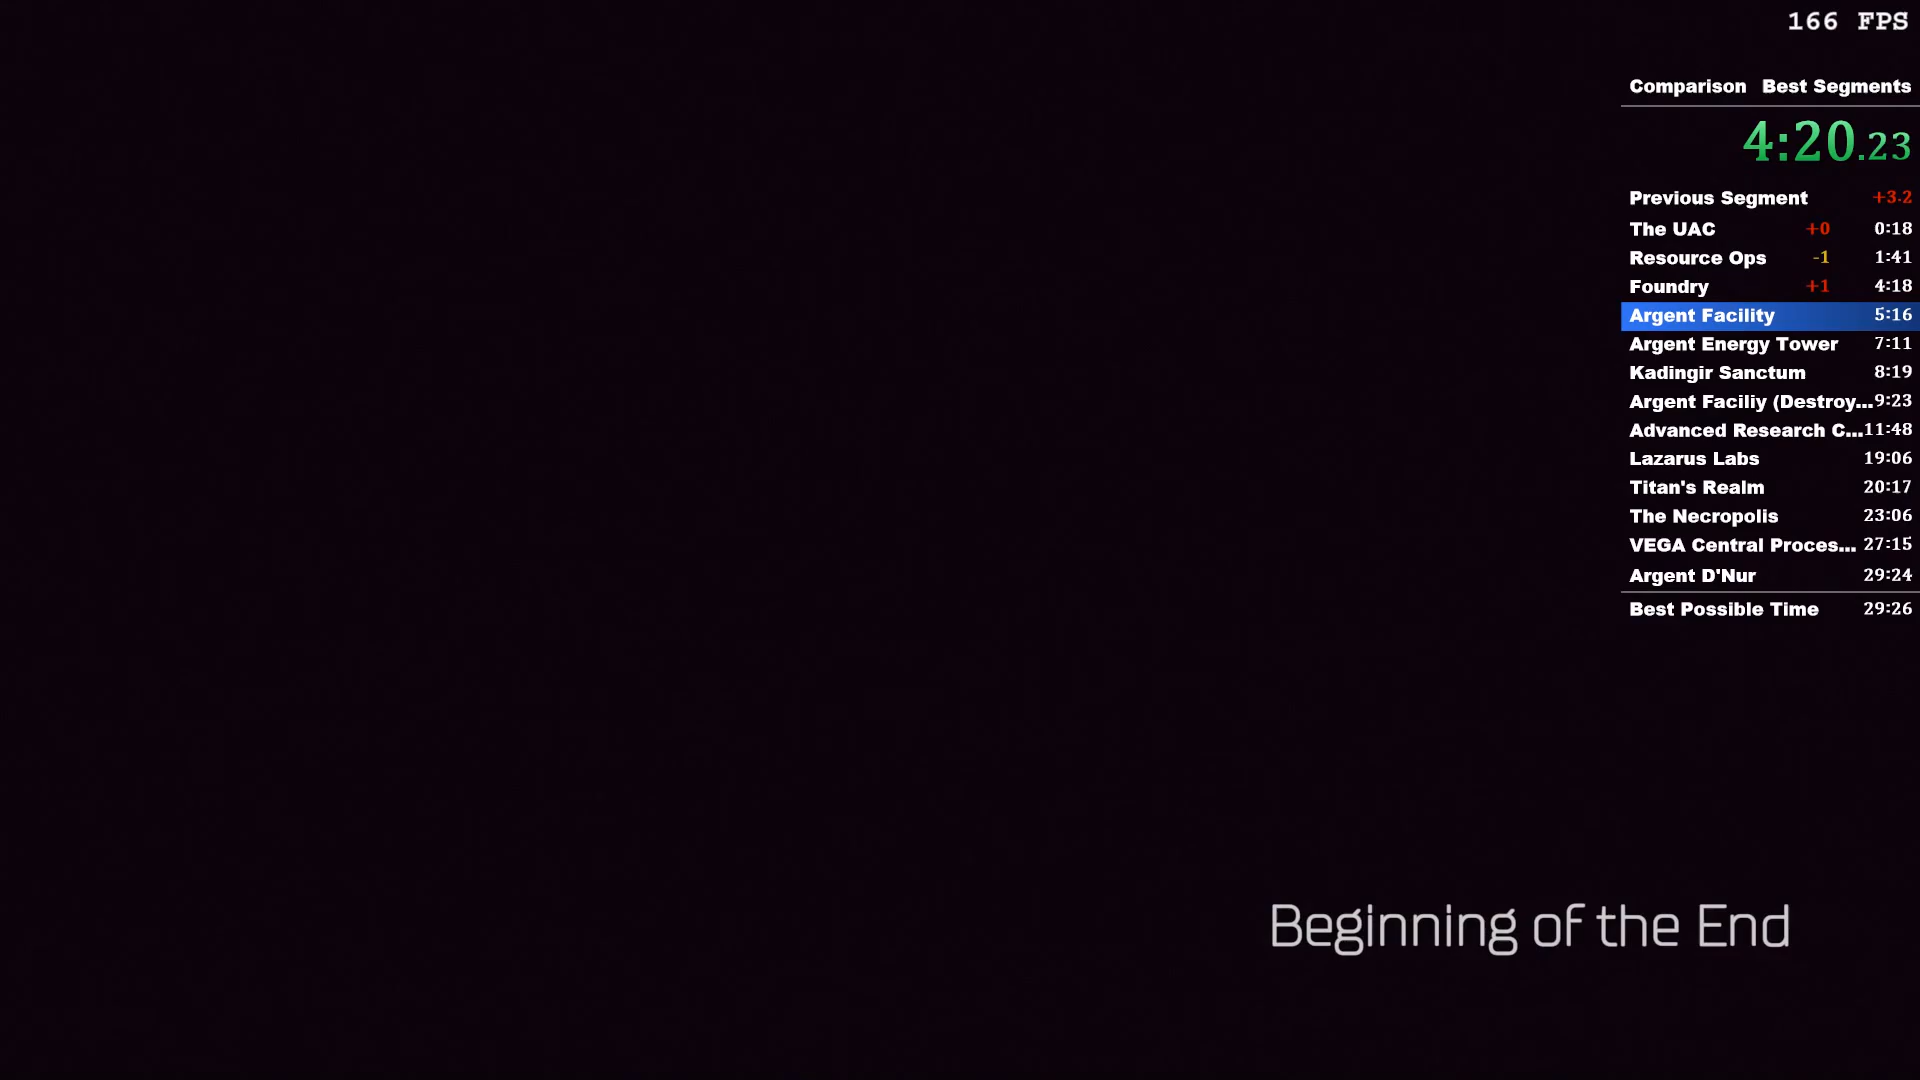 166 FPS
Comparison Best Segments
4:20.23
Previous Segment +3.2
The UAC +0 0:18
Resource Ops -1 1:41
Foundry +1 4:18
Argent Facility 5:16
Argent Energy Tower 7:11
Kadingir Sanctum 8:19
Argent Faciliy (Destroy... 9:23
Advanced Research C... 11:48
Lazarus Labs 19:06
Titan's Realm 20:17
The Necropolis 23:06
VEGA Central Proces... 27:15
Argent D'Nur 29:24
Best Possible Time 29:26
Beginning of the End